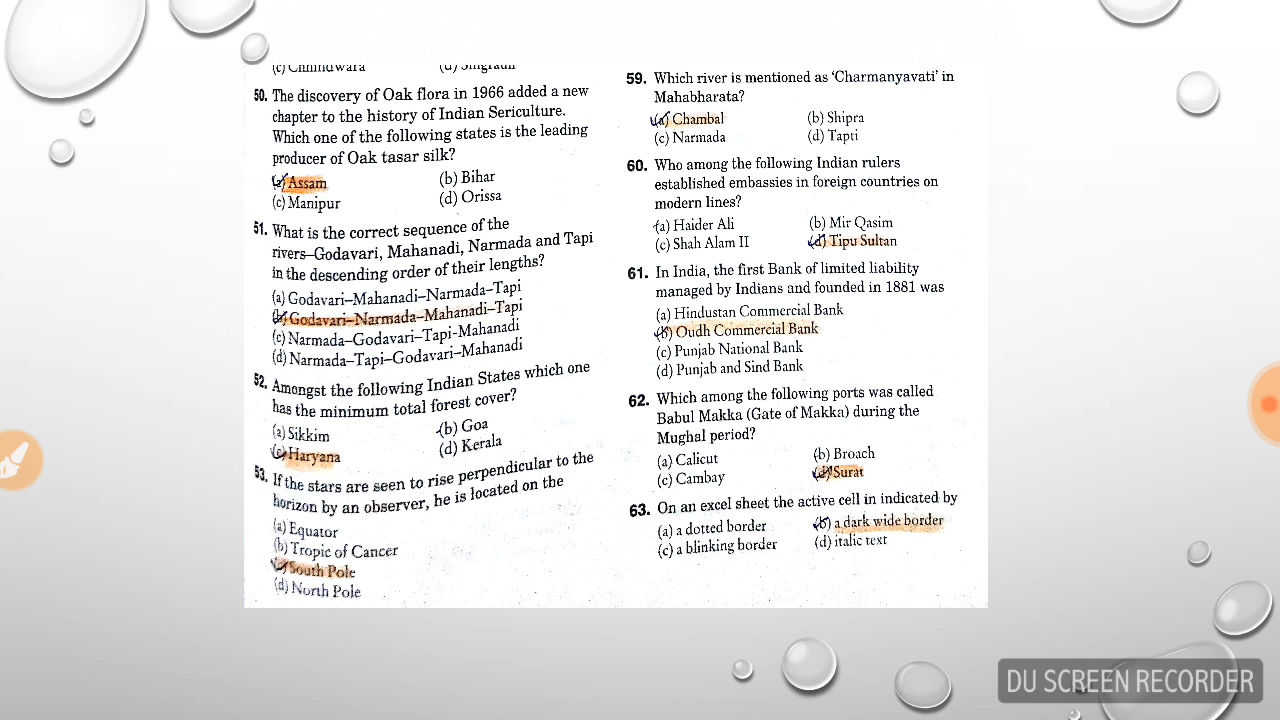 (c) Chhindwara (d) Singrauli
50. The discovery of Oak flora in 1966 added a new
chapter to the history of Indian Sericulture.
Which one of the following states is the leading
producer of Oak tasar silk?
(a) Assam (b) Bihar
(c) Manipur (d) Orissa
51. What is the correct sequence of the
rivers–Godavari, Mahanadi, Narmada and Tapi
in the descending order of their lengths?
(a) Godavari–Mahanadi–Narmada–Tapi
(b) Godavari–Narmada–Mahanadi–Tapi
(c) Narmada–Godavari–Tapi-Mahanadi
(d) Narmada–Tapi–Godavari–Mahanadi
52. Amongst the following Indian States which one
has the minimum total forest cover?
(a) Sikkim (b) Goa
(c) Haryana (d) Kerala
53. If the stars are seen to rise perpendicular to the
horizon by an observer, he is located on the
(a) Equator
(b) Tropic of Cancer
(c) South Pole
(d) North Pole
59. Which river is mentioned as 'Charmanyavati' in
Mahabharata?
(a) Chambal (b) Shipra
(c) Narmada (d) Tapti
60. Who among the following Indian rulers
established embassies in foreign countries on
modern lines?
(a) Haider Ali (b) Mir Qasim
(c) Shah Alam II (d) Tipu Sultan
61. In India, the first Bank of limited liability
managed by Indians and founded in 1881 was
(a) Hindustan Commercial Bank
(b) Oudh Commercial Bank
(c) Punjab National Bank
(d) Punjab and Sind Bank
62. Which among the following ports was called
Babul Makka (Gate of Makka) during the
Mughal period?
(a) Calicut (b) Broach
(c) Cambay (d) Surat
63. On an excel sheet the active cell in indicated by
(a) a dotted border (b) a dark wide border
(c) a blinking border (d) italic text
DU SCREEN RECORDER